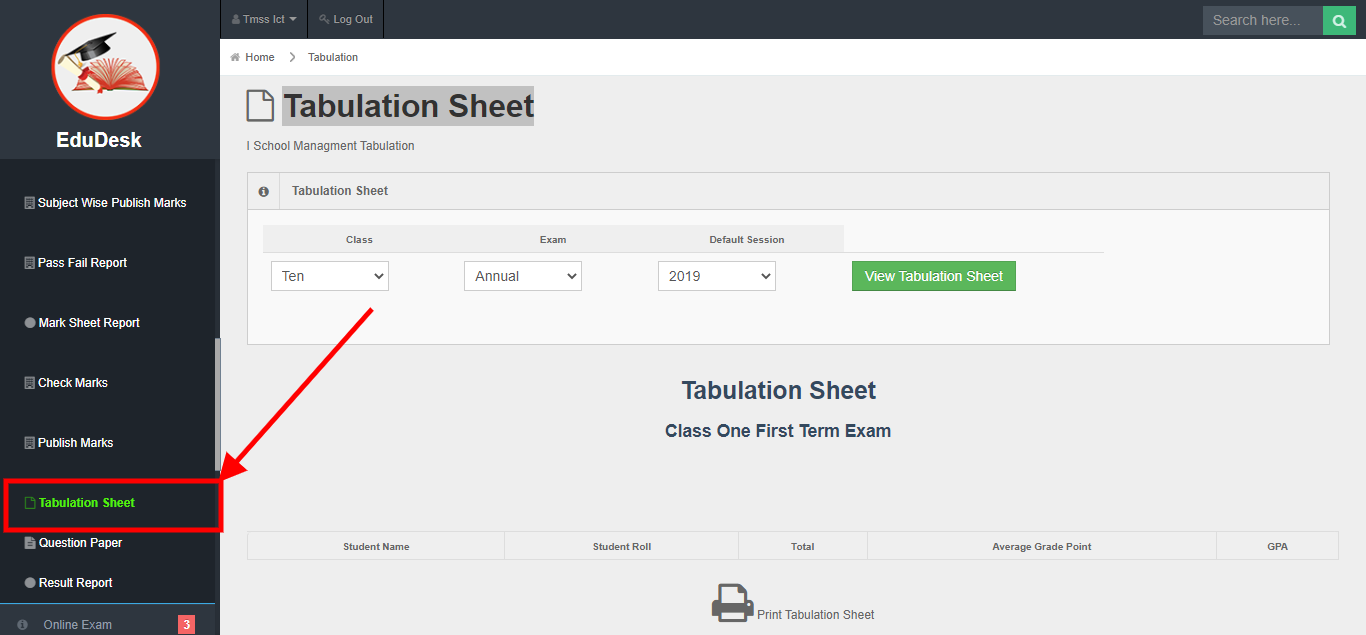 Tmss Ict
Log Out
Search here...
EduDesk
Home
Tabulation
Tabulation Sheet
I School Managment Tabulation
Subject Wise Publish Marks
Pass Fail Report
Mark Sheet Report
Check Marks
Publish Marks
Tabulation Sheet
Question Paper
Result Report
Online Exam 3
Tabulation Sheet
Class Exam Default Session
Ten Annual 2019 View Tabulation Sheet
Tabulation Sheet
Class One First Term Exam
Student Name Student Roll Total Average Grade Point GPA
Print Tabulation Sheet